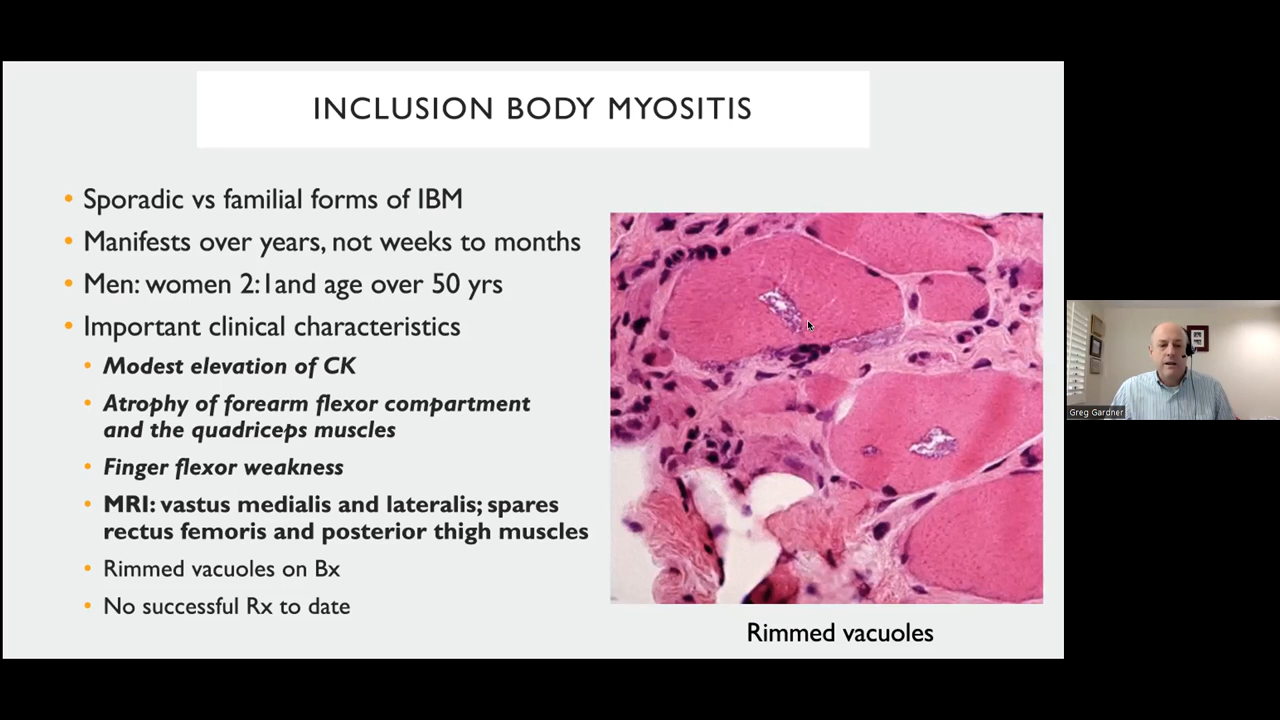 INCLUSION BODY MYOSITIS
• Sporadic vs familial forms of IBM
• Manifests over years, not weeks to months
• Men: women 2:1and age over 50 yrs
• Important clinical characteristics
• Modest elevation of CK
• Atrophy of forearm flexor compartment
and the quadriceps muscles
• Finger flexor weakness
• MRI: vastus medialis and lateralis; spares
rectus femoris and posterior thigh muscles
• Rimmed vacuoles on Bx
• No successful Rx to date
Rimmed vacuoles
Greg Gardner